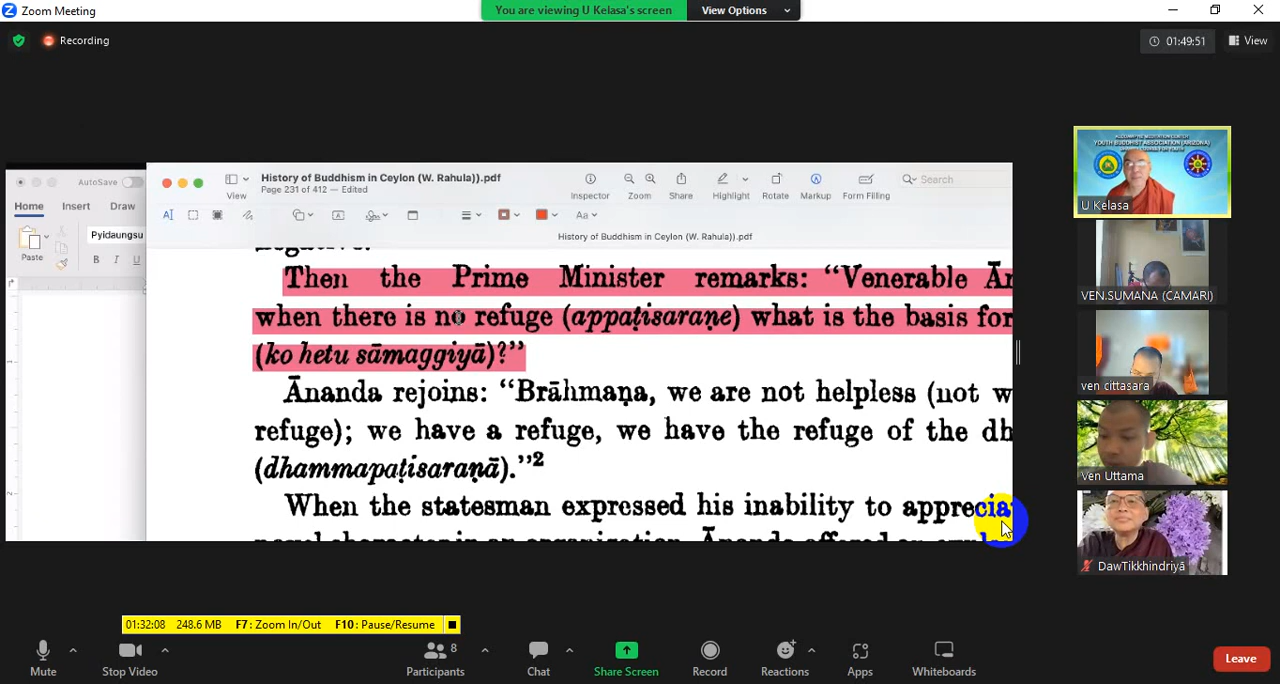 Zoom Meeting
You are viewing U Kelasa's screen
View Options
Recording
01:49:51
View
AutoSave
Home Insert Draw
Paste
Pyidaungsu
B I U
History of Buddhism in Ceylon (W. Rahula)).pdf
Page 231 of 412 — Edited
View
Inspector
Zoom
Share
Highlight
Rotate
Markup
Form Filling
Search
Aa
History of Buddhism in Ceylon (W. Rahula)).pdf
Then the Prime Minister remarks: "Venerable Ān
when there is no refuge (appaṭisaraṇe) what is the basis for
(ko hetu sāmaggiyā)?"
Ānanda rejoins: "Brāhmaṇa, we are not helpless (not w
refuge); we have a refuge, we have the refuge of the dh
(dhammapaṭisaraṇā)."2
When the statesman expressed his inability to apprecia
YOUTH BUDDHIST ASSOCIATION (ARIZONA)
U Kelasa
VEN.SUMANA (CAMARI)
ven cittasara
Ven Uttama
DawTikkhindriyā
01:32:08 248.6 MB F7: Zoom In/Out F10: Pause/Resume
Mute
Stop Video
Participants
8
Chat
Share Screen
Record
Reactions
Apps
Whiteboards
Leave